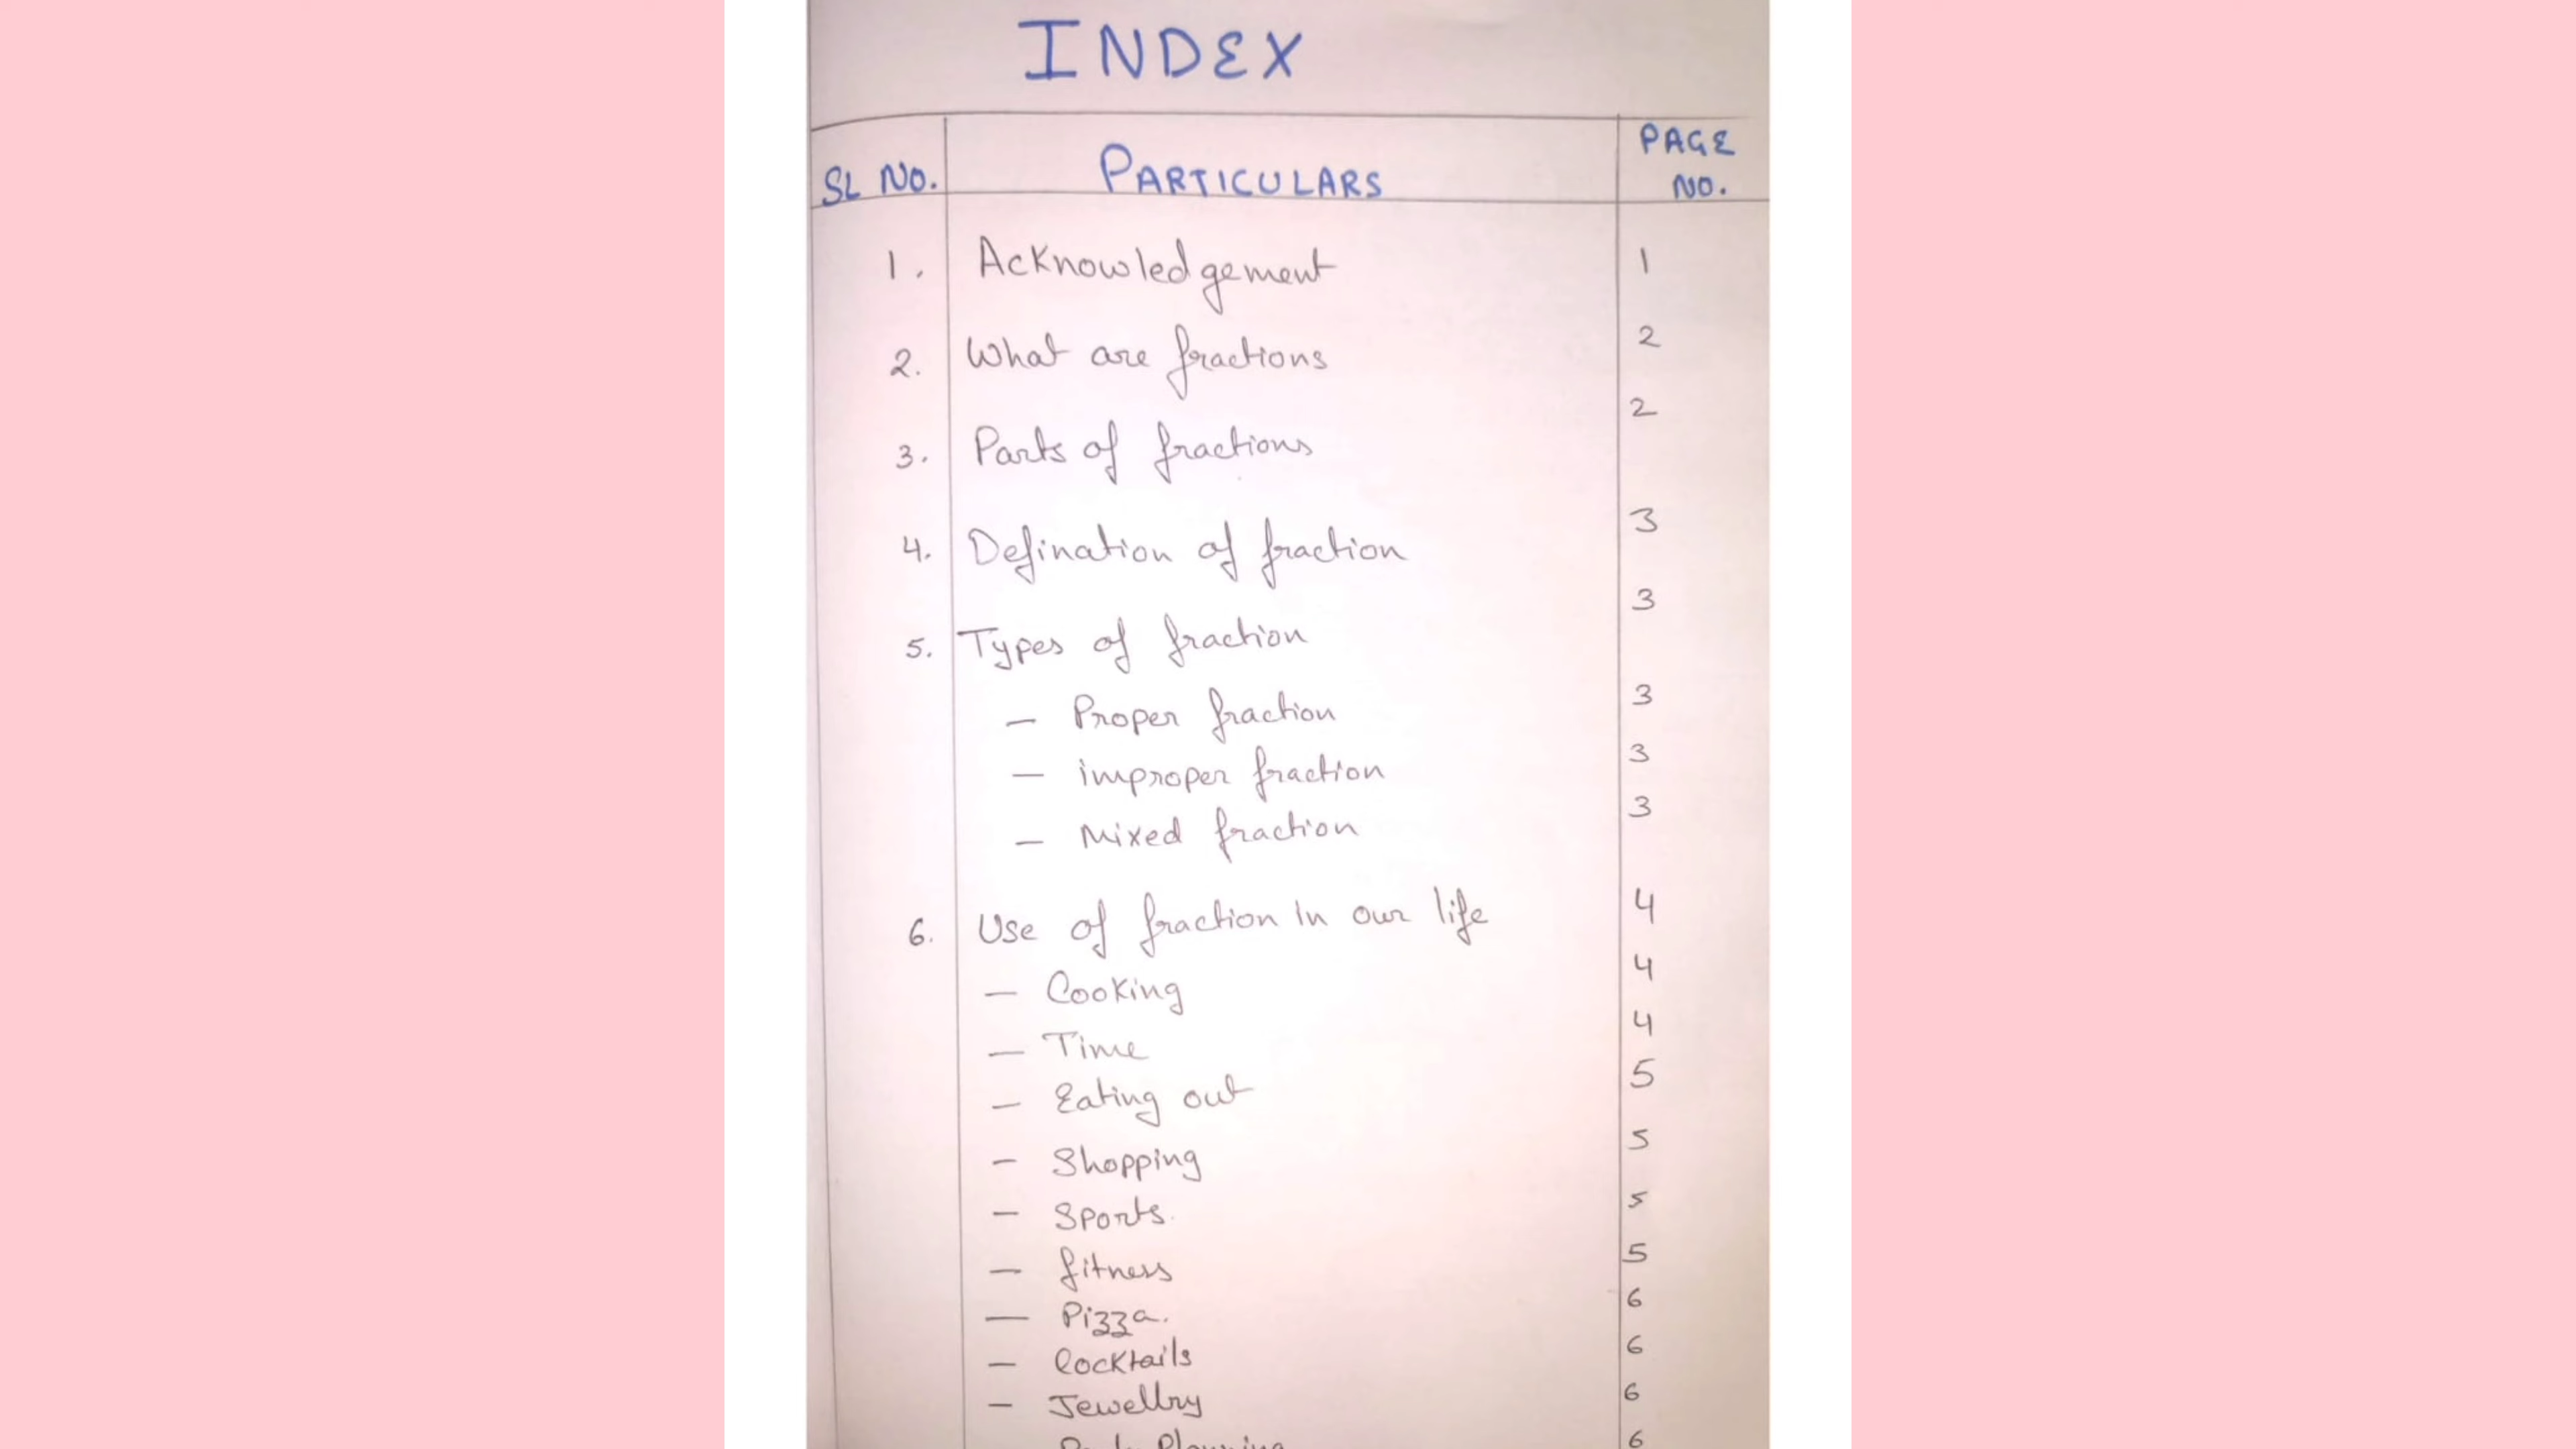 INDEX
SL NO. PARTICULARS PAGE NO.
1. Acknowledgement 1
2. What are fractions 2
3. Parts of fractions 2
4. Defination of fraction 3
5. Types of fraction 3
— Proper fraction 3
— improper fraction 3
— Mixed fraction 3
6. Use of fraction in our life 4
— Cooking 4
— Time 4
— Eating out 5
— Shopping 5
— Sports 5
— fitness 5
— Pizza. 6
— Cocktails 6
— Jewellry 6
Planning 6